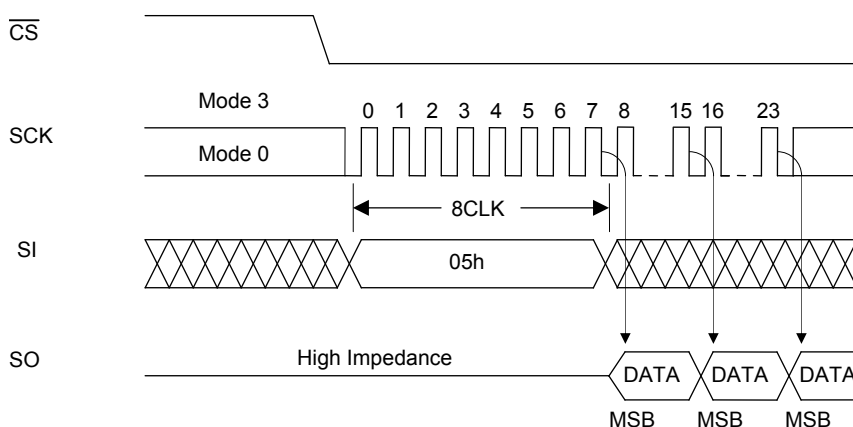 CS
Mode 3
0 1 2 3 4 5 6 7 8 15 16 23
SCK
Mode 0
8CLK
SI
05h
SO
High Impedance
DATA DATA DATA
MSB MSB MSB